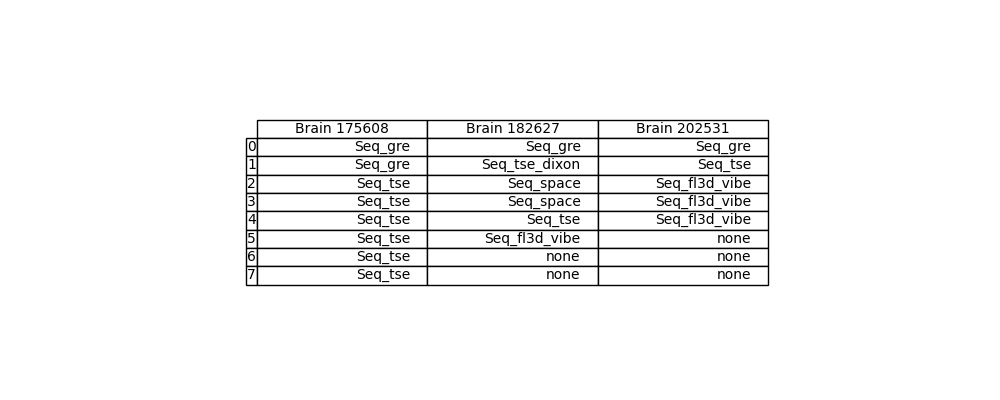 Brain 175608 Brain 182627 Brain 202531
0 Seq_gre Seq_gre Seq_gre
1 Seq_gre Seq_tse_dixon Seq_tse
2 Seq_tse Seq_space Seq_fl3d_vibe
3 Seq_tse Seq_space Seq_fl3d_vibe
4 Seq_tse Seq_tse Seq_fl3d_vibe
5 Seq_tse Seq_fl3d_vibe none
6 Seq_tse none none
7 Seq_tse none none